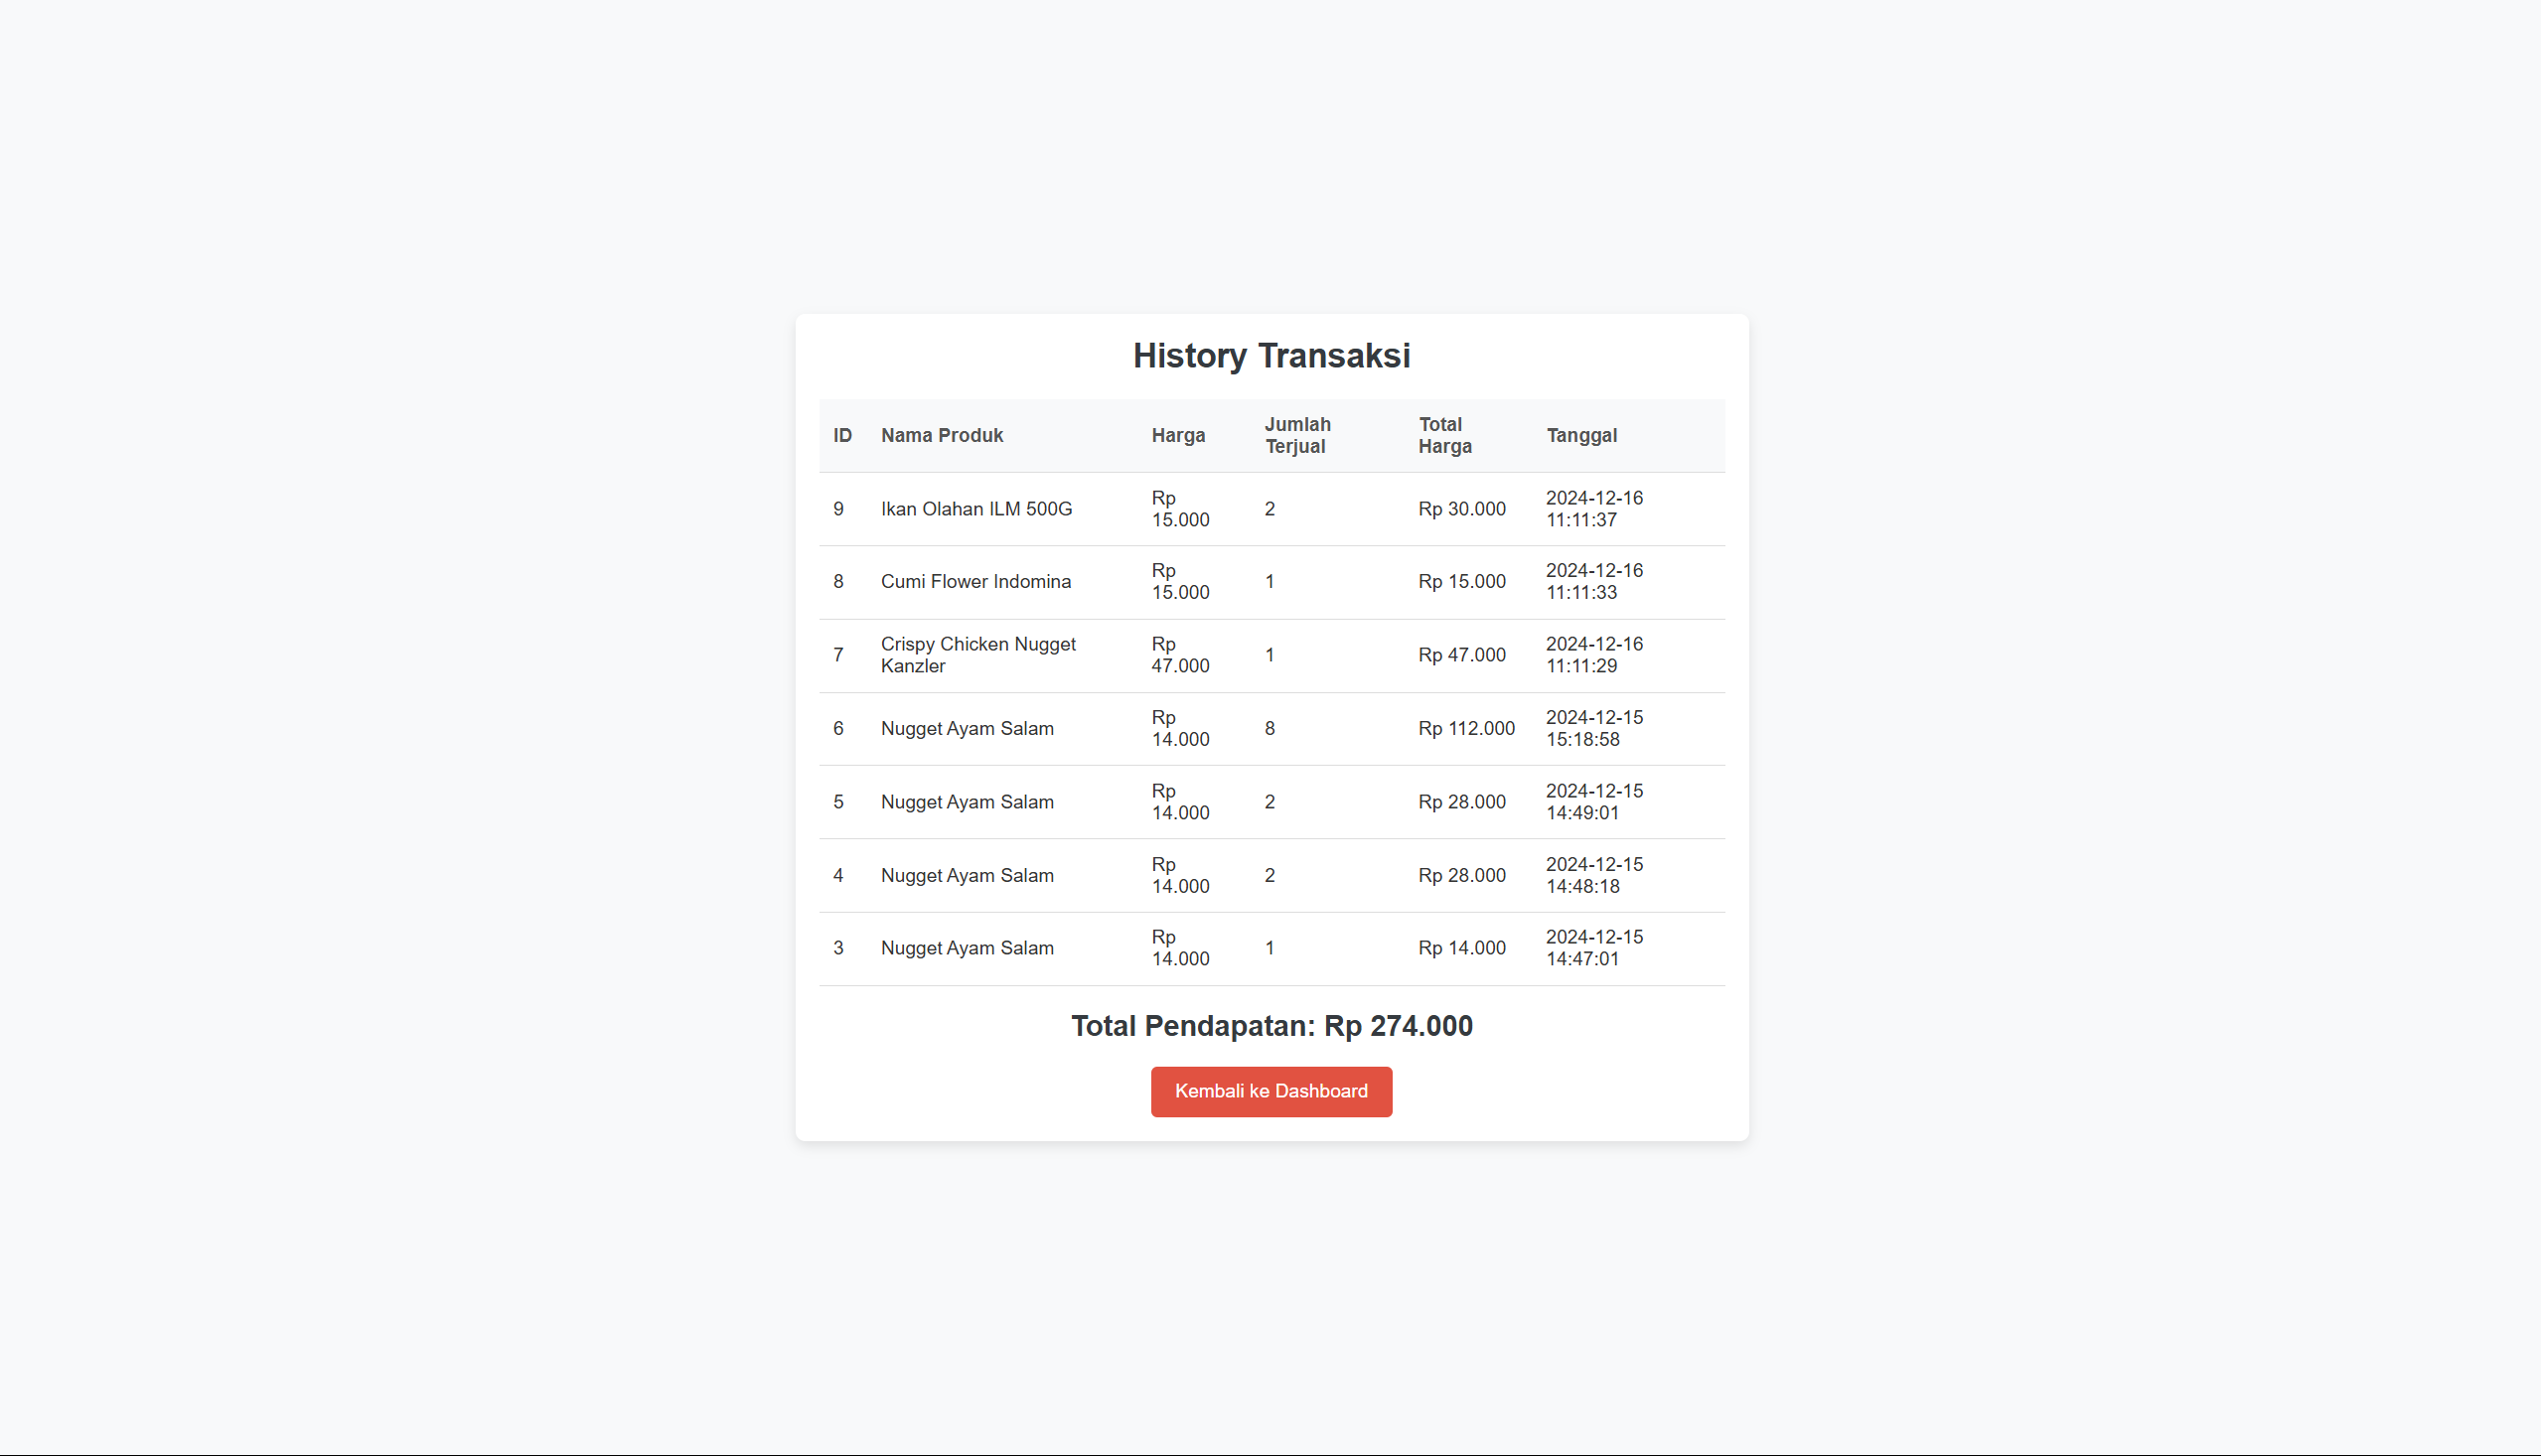 History Transaksi
ID Nama Produk Harga Jumlah Terjual Total Harga Tanggal
9 Ikan Olahan ILM 500G Rp 15.000 2 Rp 30.000 2024-12-16 11:11:37
8 Cumi Flower Indomina Rp 15.000 1 Rp 15.000 2024-12-16 11:11:33
7 Crispy Chicken Nugget Kanzler Rp 47.000 1 Rp 47.000 2024-12-16 11:11:29
6 Nugget Ayam Salam Rp 14.000 8 Rp 112.000 2024-12-15 15:18:58
5 Nugget Ayam Salam Rp 14.000 2 Rp 28.000 2024-12-15 14:49:01
4 Nugget Ayam Salam Rp 14.000 2 Rp 28.000 2024-12-15 14:48:18
3 Nugget Ayam Salam Rp 14.000 1 Rp 14.000 2024-12-15 14:47:01
Total Pendapatan: Rp 274.000
Kembali ke Dashboard